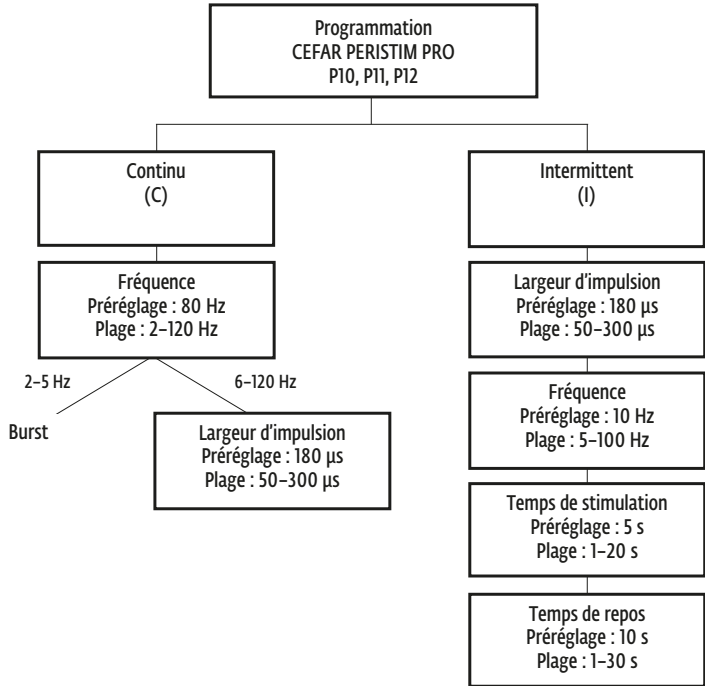 Programmation
CEFAR PERISTIM PRO
P10, P11, P12
Continu
(C)
Fréquence
Préréglage : 80 Hz
Plage : 2–120 Hz
2–5 Hz
6–120 Hz
Burst
Largeur d'impulsion
Préréglage : 180 µs
Plage : 50–300 µs
Intermittent
(I)
Largeur d'impulsion
Préréglage : 180 µs
Plage : 50–300 µs
Fréquence
Préréglage : 10 Hz
Plage : 5–100 Hz
Temps de stimulation
Préréglage : 5 s
Plage : 1–20 s
Temps de repos
Préréglage : 10 s
Plage : 1–30 s